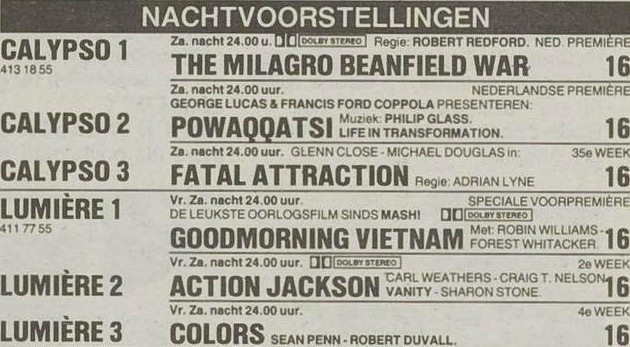 NACHTVOORSTELLINGEN
CALYPSO 1 Za. nacht 24.00 u. DOLBY STEREO Regie: ROBERT REDFORD. NED. PREMIÈRE
413 18 55 THE MILAGRO BEANFIELD WAR 16
Za. nacht 24.00 uur. NEDERLANDSE PREMIÈRE
GEORGE LUCAS & FRANCIS FORD COPPOLA PRESENTEREN:
CALYPSO 2 POWAQQATSI Muziek: PHILIP GLASS. 16
LIFE IN TRANSFORMATION.
Za. nacht 24.00 uur. GLENN CLOSE - MICHAEL DOUGLAS in: 35e WEEK
CALYPSO 3 FATAL ATTRACTION Regie: ADRIAN LYNE 16
LUMIÈRE 1 Vr. Za. nacht 24.00 uur. SPECIALE VOORPREMIÈRE
411 77 55 DE LEUKSTE OORLOGSFILM SINDS MASH! DOLBY STEREO
GOODMORNING VIETNAM Met: ROBIN WILLIAMS - 16
FOREST WHITACKER.
Vr. Za. nacht 24.00 uur. DOLBY STEREO 2e WEEK
LUMIÈRE 2 ACTION JACKSON CARL WEATHERS - CRAIG T. NELSON 16
VANITY - SHARON STONE.
Vr. Za. nacht 24.00 uur. 4e WEEK
LUMIÈRE 3 COLORS SEAN PENN - ROBERT DUVALL. 16